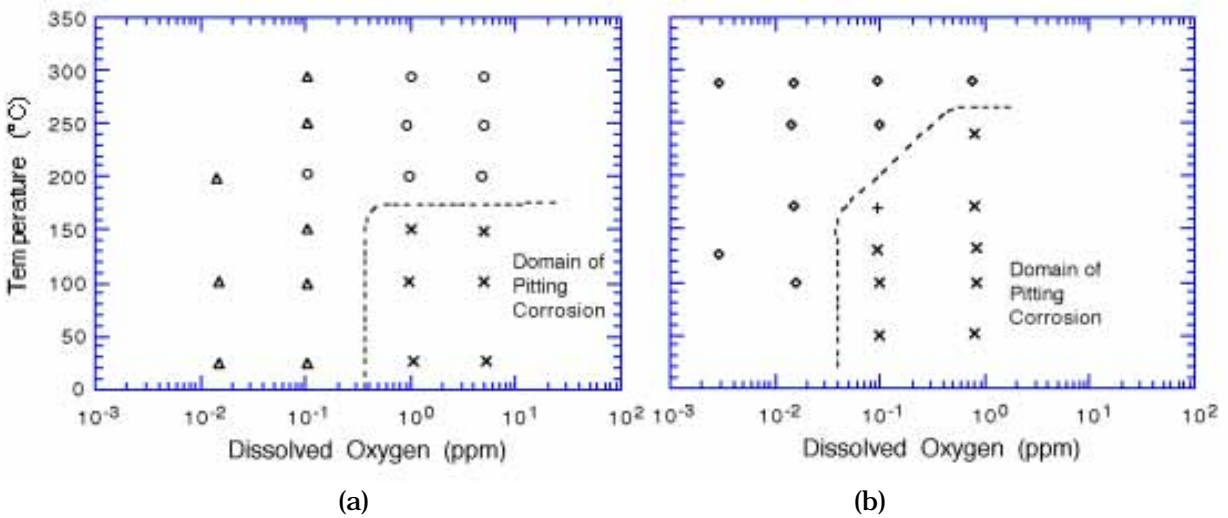 350
300
250
200
150
100
50
0
Temperature (°C)
10-3
10-2
10-1
100
101
102
Dissolved Oxygen (ppm)
Domain of
Pitting
Corrosion
(a)
10-3
10-2
10-1
100
101
102
Dissolved Oxygen (ppm)
Domain of
Pitting
Corrosion
(b)